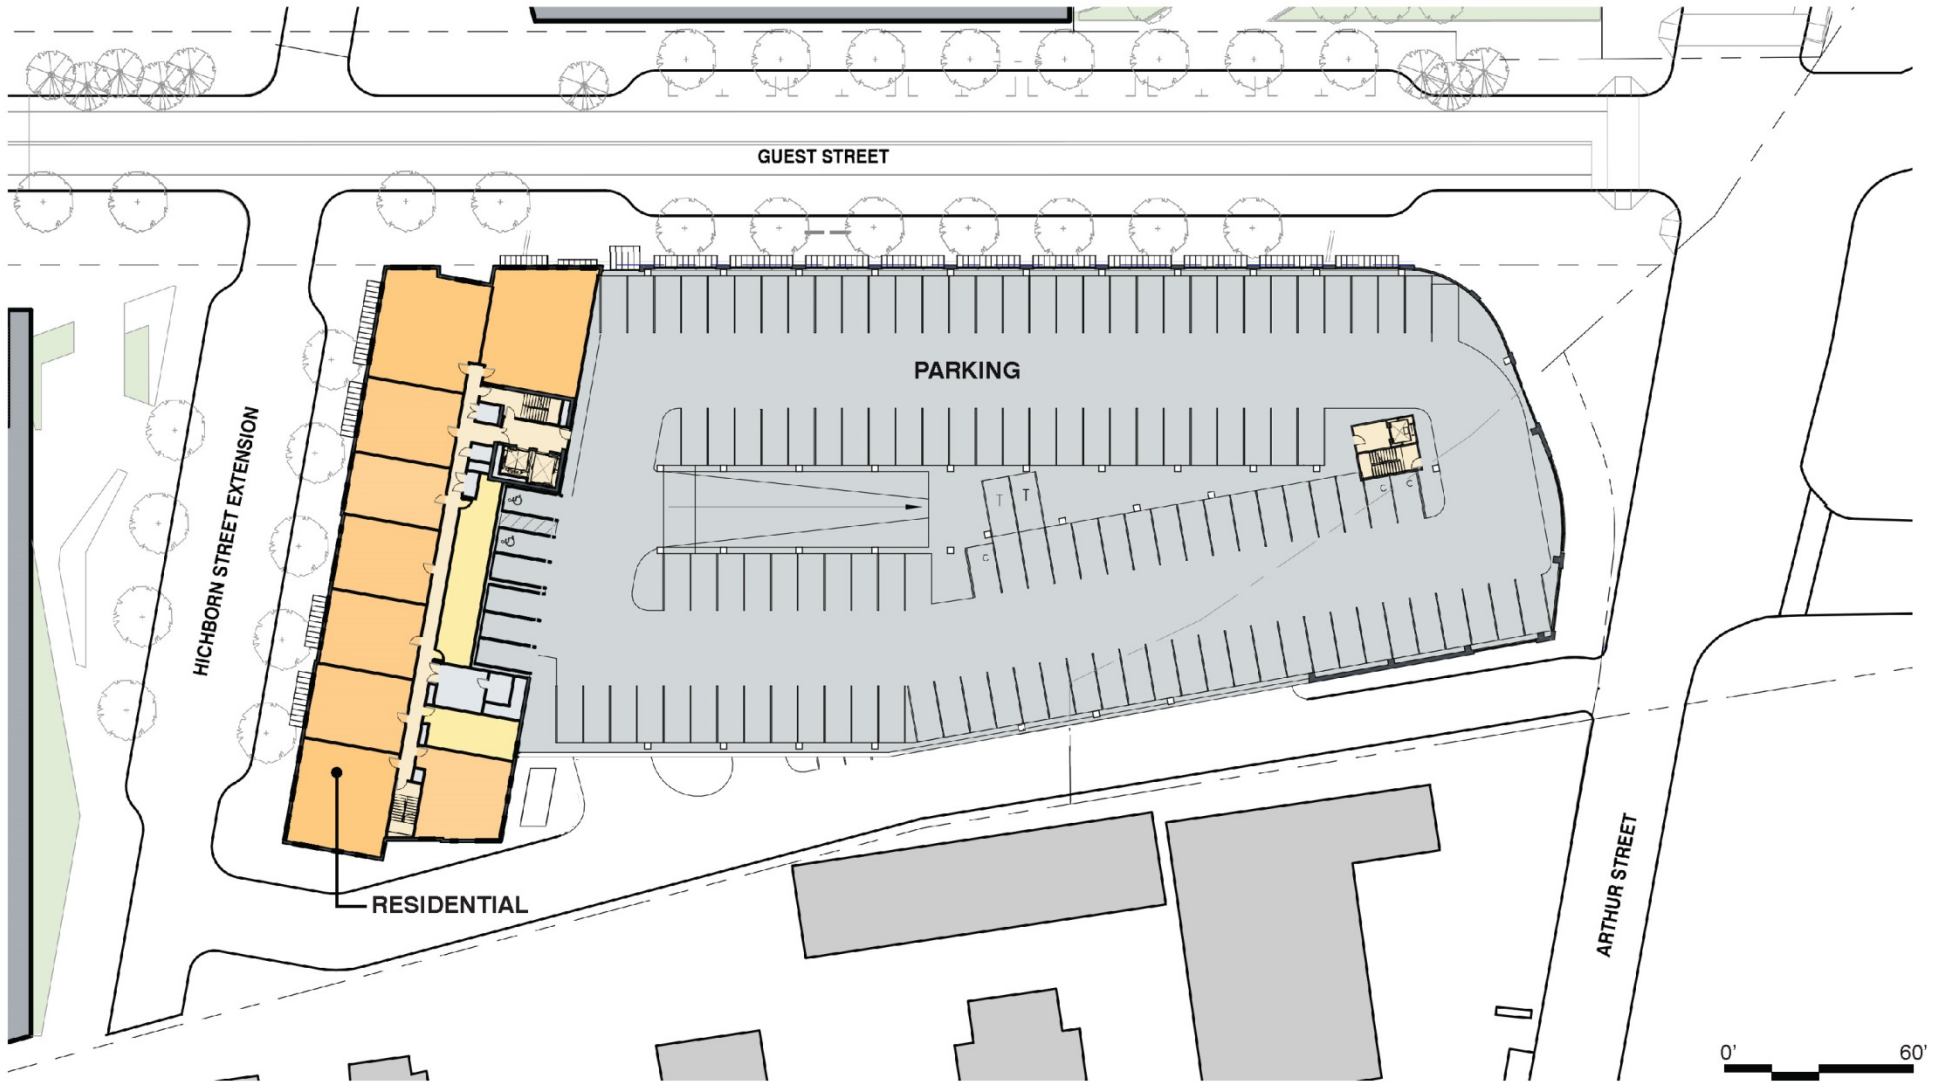 GUEST STREET
PARKING
HICHBORN STREET EXTENSION
T
T
C
C
C
ARTHUR STREET
RESIDENTIAL
0'
60'